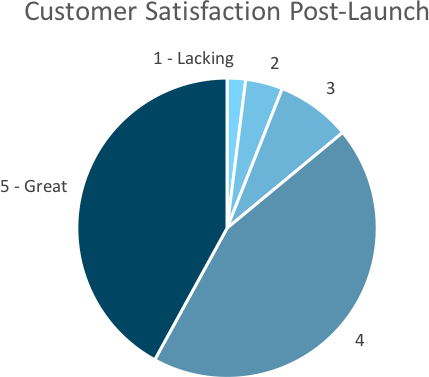 Customer Satisfaction Post-Launch
1 - Lacking
2
3
5 - Great
4